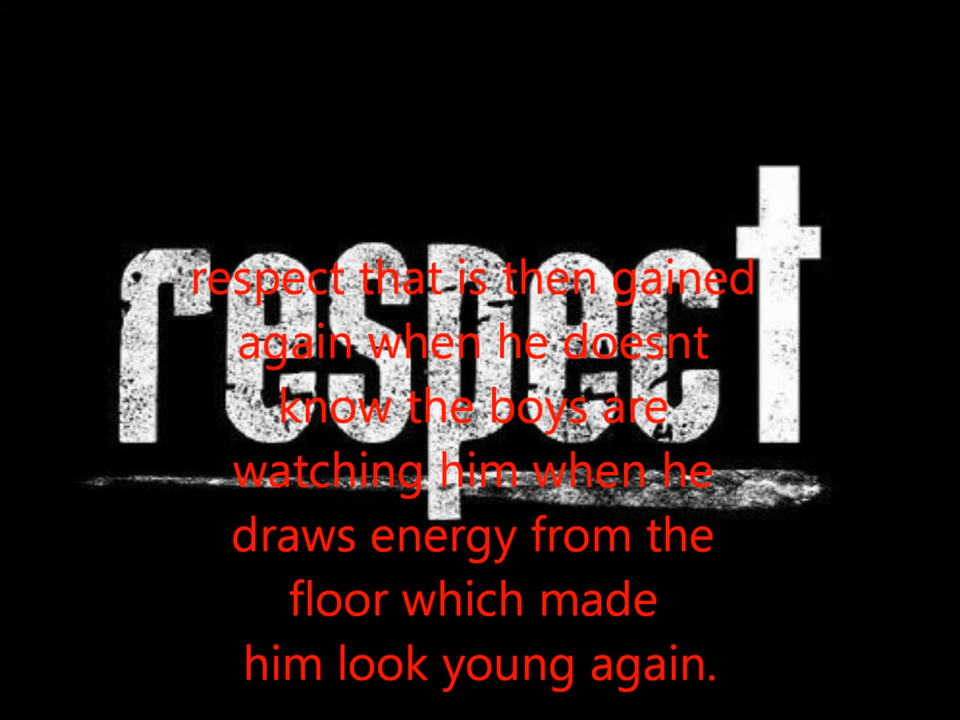 respect
respect that is then gained
again when he doesnt
know the boys are
watching him when he
draws energy from the
floor which made
him look young again.